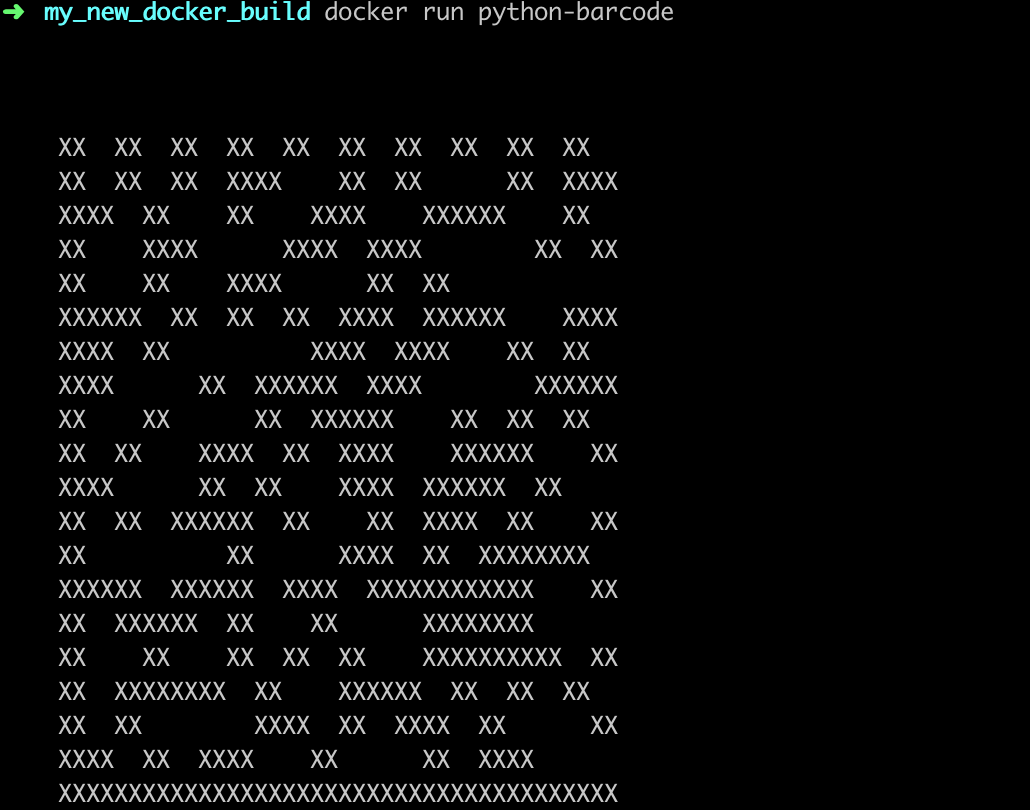 ➜ my_new_docker_build docker run python-barcode
XX  XX  XX  XX  XX  XX  XX  XX  XX  XX
XX  XX  XX  XXXX    XX  XX      XX  XXXX
XXXX  XX    XX    XXXX    XXXXXX    XX
XX    XXXX      XXXX  XXXX        XX  XX
XX    XX    XXXX      XX  XX
XXXXXX  XX  XX  XX  XXXX  XXXXXX    XXXX
XXXX  XX          XXXX  XXXX    XX  XX
XXXX      XX  XXXXXX  XXXX        XXXXXX
XX    XX      XX  XXXXXX    XX  XX  XX
XX  XX    XXXX  XX  XXXX    XXXXXX    XX
XXXX      XX  XX    XXXX  XXXXXX  XX
XX  XX  XXXXXX  XX    XX  XXXX  XX    XX
XX          XX      XXXX  XX  XXXXXXXX
XXXXXX  XXXXXX  XXXX  XXXXXXXXXXXX    XX
XX  XXXXXX  XX    XX      XXXXXXXX
XX    XX    XX  XX  XX    XXXXXXXXXX  XX
XX  XXXXXXXX  XX    XXXXXX  XX  XX  XX
XX  XX        XXXX  XX  XXXX  XX      XX
XXXX  XX  XXXX    XX      XX  XXXX
XXXXXXXXXXXXXXXXXXXXXXXXXXXXXXXXXXXXXXXX